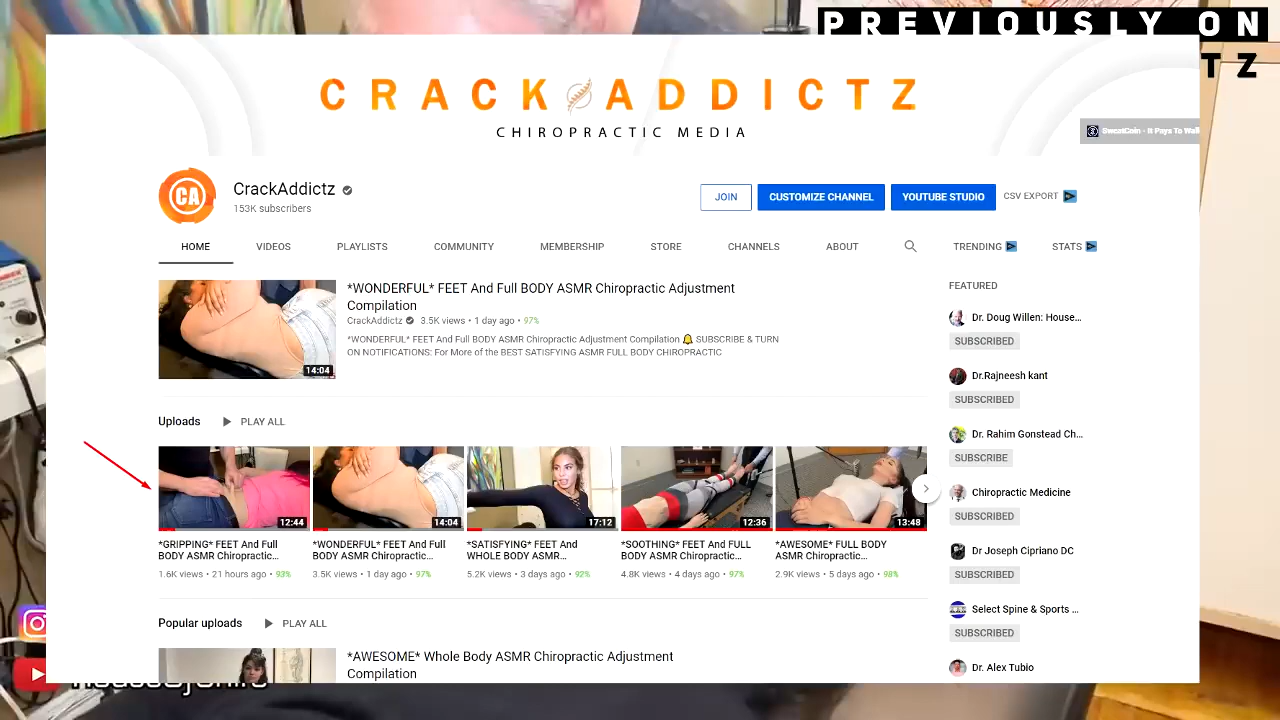 PREVIOUSLY ON
TZ
CRACK ADDICTZ
CHIROPRACTIC MEDIA
SweatCoin - It Pays To Wal
CA
CrackAddictz
153K subscribers
JOIN
CUSTOMIZE CHANNEL
YOUTUBE STUDIO
CSV EXPORT
HOME
VIDEOS
PLAYLISTS
COMMUNITY
MEMBERSHIP
STORE
CHANNELS
ABOUT
TRENDING
STATS
*WONDERFUL* FEET And Full BODY ASMR Chiropractic Adjustment
Compilation
CrackAddictz 3.5K views • 1 day ago • 97%
*WONDERFUL* FEET And Full BODY ASMR Chiropractic Adjustment Compilation 🔔 SUBSCRIBE & TURN
ON NOTIFICATIONS: For More of the BEST SATISFYING ASMR FULL BODY CHIROPRACTIC
14:04
Uploads
PLAY ALL
12:44
*GRIPPING* FEET And Full
BODY ASMR Chiropractic...
1.6K views • 21 hours ago • 93%
14:04
*WONDERFUL* FEET And Full
BODY ASMR Chiropractic...
3.5K views • 1 day ago • 97%
17:12
*SATISFYING* FEET And
WHOLE BODY ASMR...
5.2K views • 3 days ago • 92%
12:36
*SOOTHING* FEET And FULL
BODY ASMR Chiropractic...
4.8K views • 4 days ago • 97%
13:48
*AWESOME* FULL BODY
ASMR Chiropractic...
2.9K views • 5 days ago • 98%
Popular uploads
PLAY ALL
*AWESOME* Whole Body ASMR Chiropractic Adjustment
Compilation
FEATURED
Dr. Doug Willen: House...
SUBSCRIBED
Dr.Rajneesh kant
SUBSCRIBED
Dr. Rahim Gonstead Ch...
SUBSCRIBE
Chiropractic Medicine
SUBSCRIBED
Dr Joseph Cipriano DC
SUBSCRIBED
Select Spine & Sports ...
SUBSCRIBED
Dr. Alex Tubio